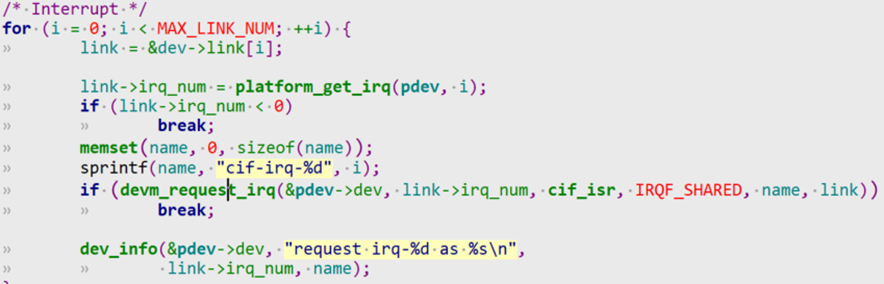 /* Interrupt */
for (i = 0; i < MAX_LINK_NUM; ++i) {
link = &dev->link[i];
link->irq_num = platform_get_irq(pdev, i);
if (link->irq_num < 0)
break;
memset(name, 0, sizeof(name));
sprintf(name, "cif-irq-%d", i);
if (devm_request_irq(&pdev->dev, link->irq_num, cif_isr, IRQF_SHARED, name, link))
break;
dev_info(&pdev->dev, "request irq-%d as %s\n",
link->irq_num, name);